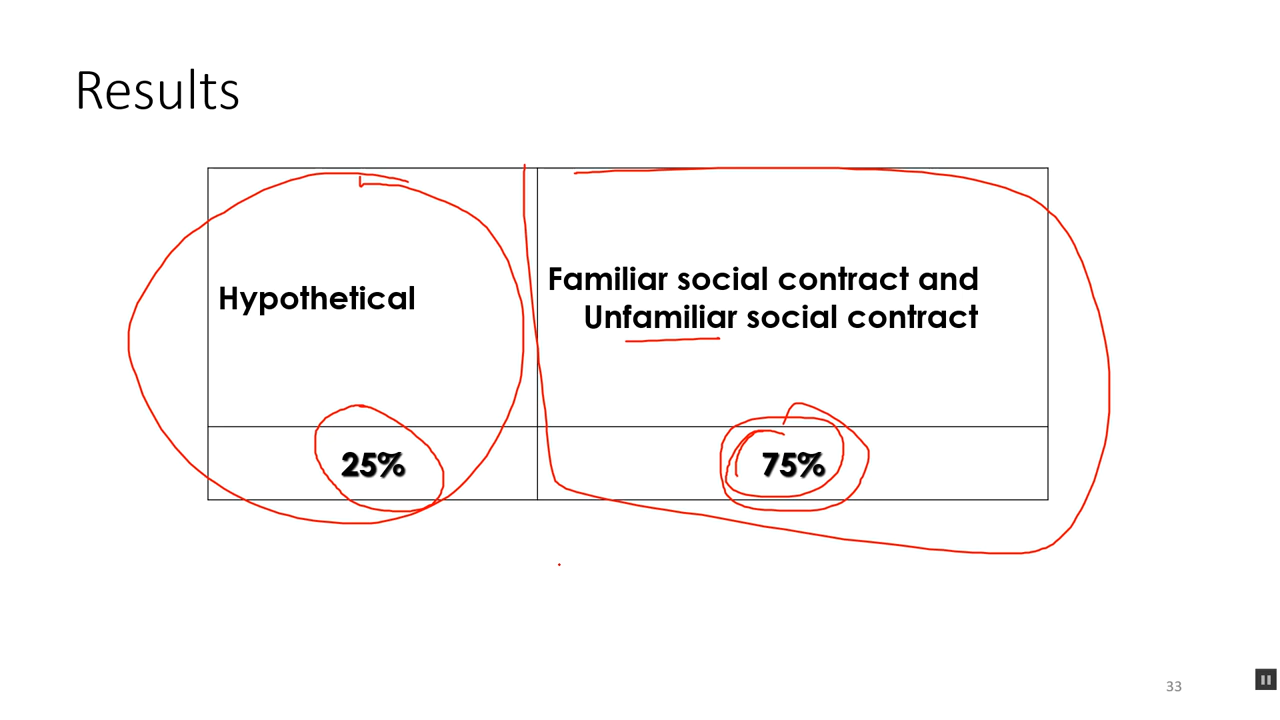 Results
Hypothetical
Familiar social contract and
Unfamiliar social contract
25%
75%
33